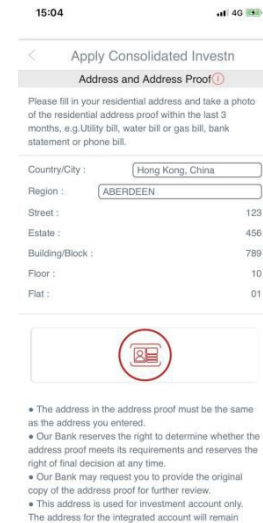 15:04 4G
Apply Consolidated Investn
Address and Address Proof
Please fill in your residential address and take a photo
of the residential address proof within the last 3
months, e.g.Utility bill, water bill or gas bill, bank
statement or phone bill.
Country/City : Hong Kong, China
Region : ABERDEEN
Street : 123
Estate : 456
Building/Block : 789
Floor : 10
Flat : 01
● The address in the address proof must be the same
as the address you entered.
● Our Bank reserves the right to determine whether the
address proof meets its requirements and reserves the
right of final decision at any time.
● Our Bank may request you to provide the original
copy of the address proof for further review.
● This address is used for investment account only.
The address for the integrated account will remain